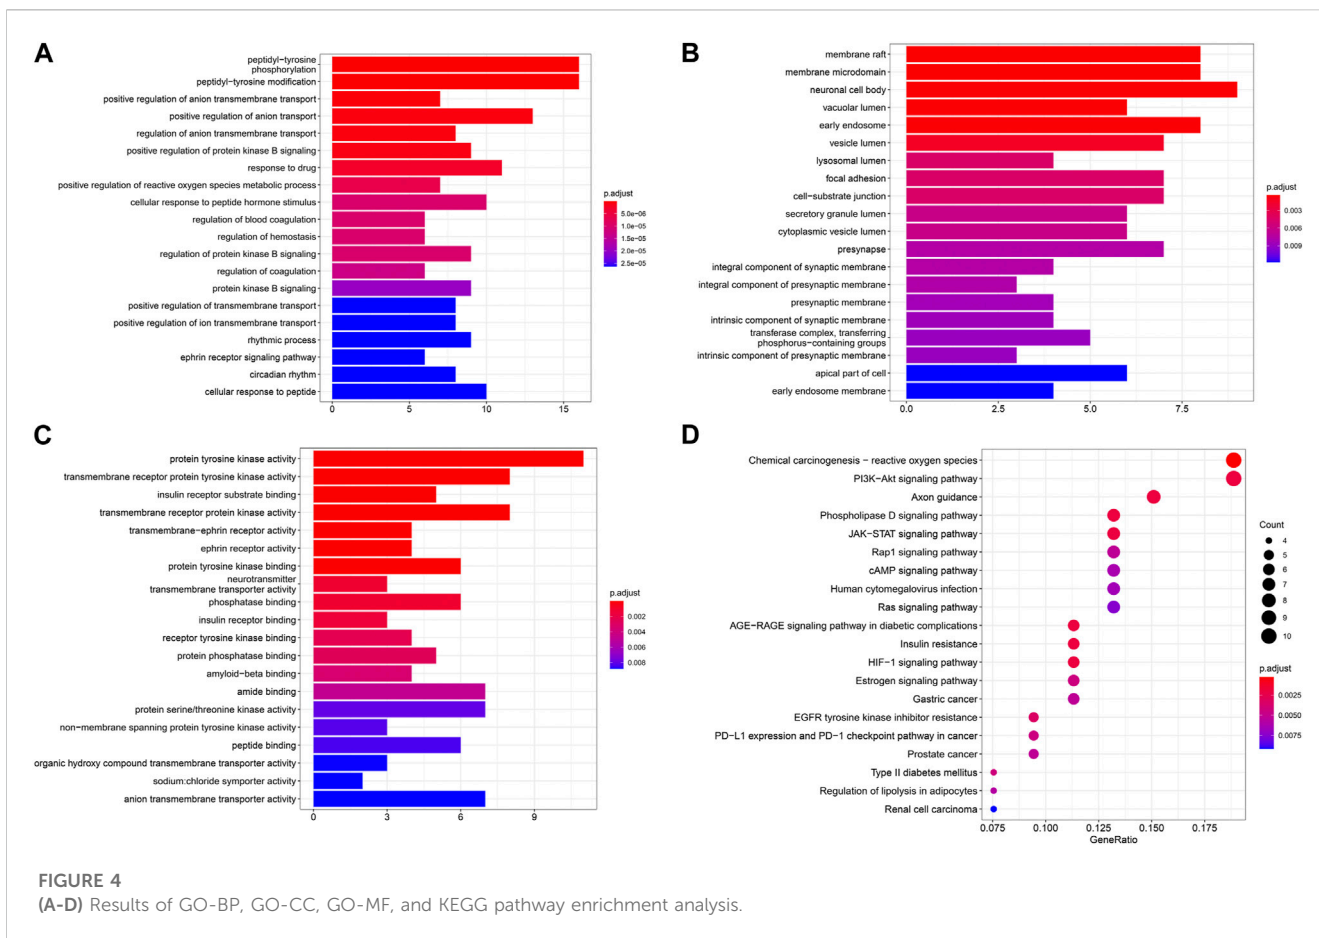 A
peptidyl-tyrosine
phosphorylation
peptidyl-tyrosine modification
positive regulation of anion transmembrane transport
positive regulation of anion transport
regulation of anion transmembrane transport
positive regulation of protein kinase B signaling
response to drug
positive regulation of reactive oxygen species metabolic process
cellular response to peptide hormone stimulus
regulation of blood coagulation
regulation of hemostasis
regulation of protein kinase B signaling
regulation of coagulation
protein kinase B signaling
positive regulation of transmembrane transport
positive regulation of ion transmembrane transport
rhythmic process
ephrin receptor signaling pathway
circadian rhythm
cellular response to peptide
0 5 10 15
p.adjust
5.0e-06
1.0e-05
2.0e-05
2.5e-05
B
membrane raft
membrane microdomain
neuronal cell body
vacuolar lumen
early endosome
vesicle lumen
lysosomal lumen
focal adhesion
cell-substrate junction
secretory granule lumen
cytoplasmic vesicle lumen
presynapse
integral component of synaptic membrane
integral component of presynaptic membrane
presynaptic membrane
intrinsic component of synaptic membrane
transferase complex, transferring
phosphorus-containing groups
intrinsic component of presynaptic membrane
apical part of cell
early endosome membrane
0.0 2.5 5.0 7.5
p.adjust
0.003
0.006
0.009
C
protein tyrosine kinase activity
transmembrane receptor protein tyrosine kinase activity
insulin receptor substrate binding
transmembrane receptor protein kinase activity
transmembrane-ephrin receptor activity
ephrin receptor activity
protein tyrosine kinase binding
neurotransmitter
transmembrane transporter activity
phosphatase binding
insulin receptor binding
receptor tyrosine kinase binding
protein phosphatase binding
amyloid-beta binding
amide binding
protein serine/threonine kinase activity
non-membrane spanning protein tyrosine kinase activity
peptide binding
organic hydroxy compound transmembrane transporter activity
sodium:chloride symporter activity
anion transmembrane transporter activity
0 3 6 9
p.adjust
0.002
0.004
0.006
0.008
D
Chemical carcinogenesis - reactive oxygen species
PI3K-Akt signaling pathway
Axon guidance
Phospholipase D signaling pathway
JAK-STAT signaling pathway
Rap1 signaling pathway
cAMP signaling pathway
Human cytomegalovirus infection
Ras signaling pathway
AGE-RAGE signaling pathway in diabetic complications
Insulin resistance
HIF-1 signaling pathway
Estrogen signaling pathway
Gastric cancer
EGFR tyrosine kinase inhibitor resistance
PD-L1 expression and PD-1 checkpoint pathway in cancer
Prostate cancer
Type II diabetes mellitus
Regulation of lipolysis in adipocytes
Renal cell carcinoma
0.075 0.100 0.125 0.150 0.175
GeneRatio
Count
4
5
6
7
8
9
10
p.adjust
0.0025
0.0050
0.0075
FIGURE 4
(A-D) Results of GO-BP, GO-CC, GO-MF, and KEGG pathway enrichment analysis.